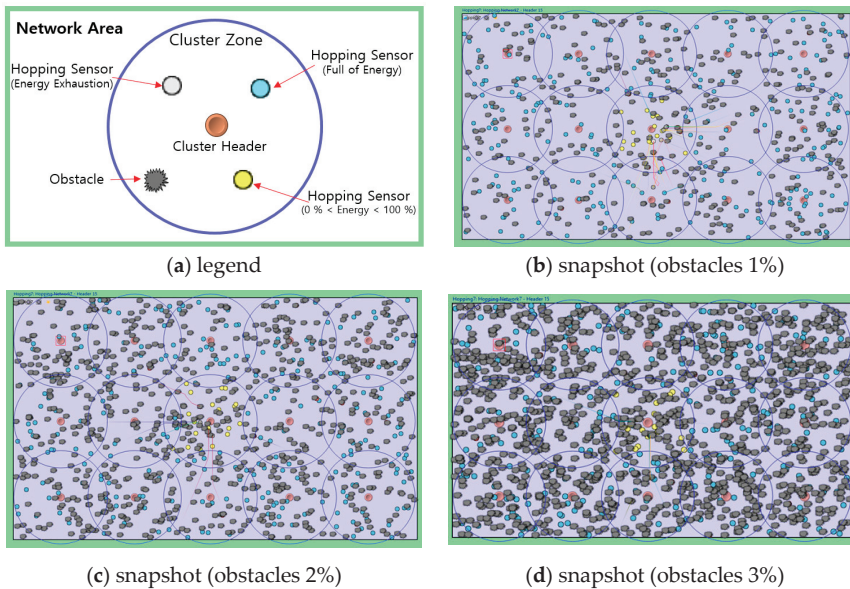 Network Area
Cluster Zone
Hopping Sensor
(Energy Exhaustion)
Hopping Sensor
(Full of Energy)
Cluster Header
Obstacle
Hopping Sensor
(0 % < Energy < 100 %)
(a) legend
(b) snapshot (obstacles 1%)
(c) snapshot (obstacles 2%)
(d) snapshot (obstacles 3%)